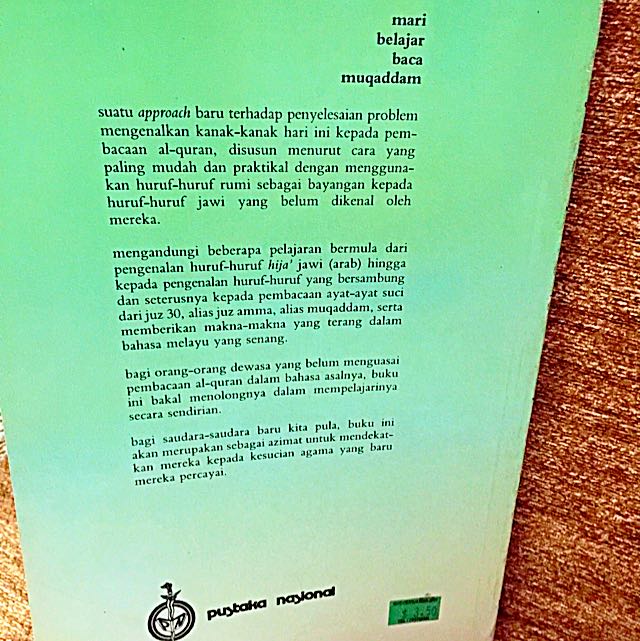 mari
belajar
baca
muqaddam
suatu approach baru terhadap penyelesaian problem
mengenalkan kanak-kanak hari ini kepada pem-
bacaan al-quran, disusun menurut cara yang
paling mudah dan praktikal dengan mengguna-
kan huruf-huruf rumi sebagai bayangan kepada
huruf-huruf jawi yang belum dikenal oleh
mereka.
mengandungi beberapa pelajaran bermula dari
pengenalan huruf-huruf hija' jawi (arab) hingga
kepada pengenalan huruf-huruf yang bersambung
dan seterusnya kepada pembacaan ayat-ayat suci
dari juz 30, alias juz amma, alias muqaddam, serta
memberikan makna-makna yang terang dalam
bahasa melayu yang senang.
bagi orang-orang dewasa yang belum menguasai
pembacaan al-quran dalam bahasa asalnya, buku
ini bakal menolongnya dalam mempelajarinya
secara sendirian.
bagi saudara-saudara baru kita pula, buku ini
akan merupakan sebagai azimat untuk mendekat-
kan mereka kepada kesucian agama yang baru
mereka percayai.
pustaka nasional
$ 3.50